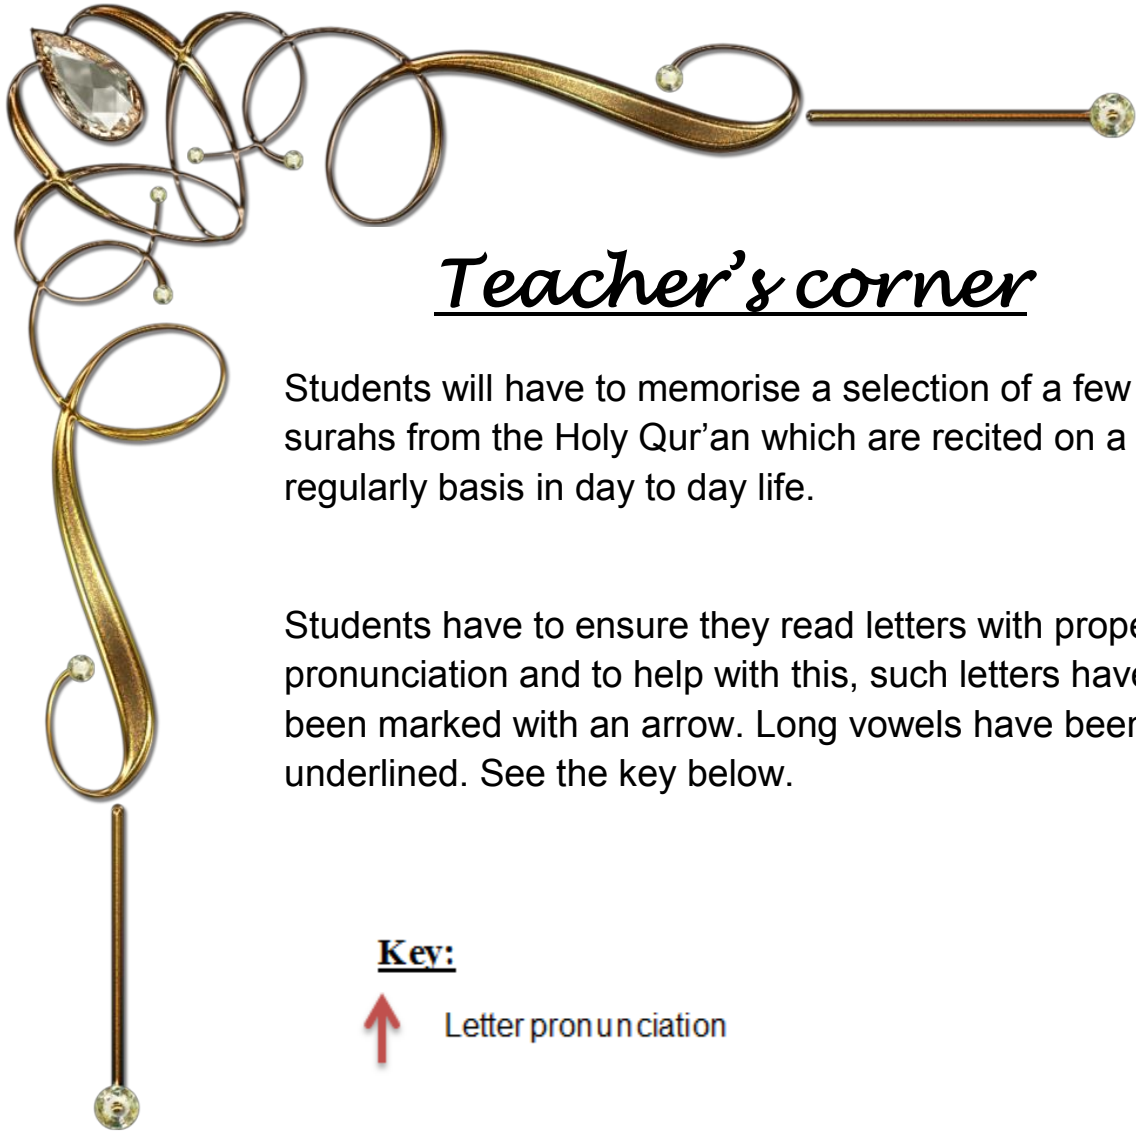 Teacher’s corner
Students will have to memorise a selection of a few
surahs from the Holy Qur’an which are recited on a
regularly basis in day to day life.
Students have to ensure they read letters with prope
pronunciation and to help with this, such letters have
been marked with an arrow. Long vowels have been
underlined. See the key below.
Key:
Letter pronunciation